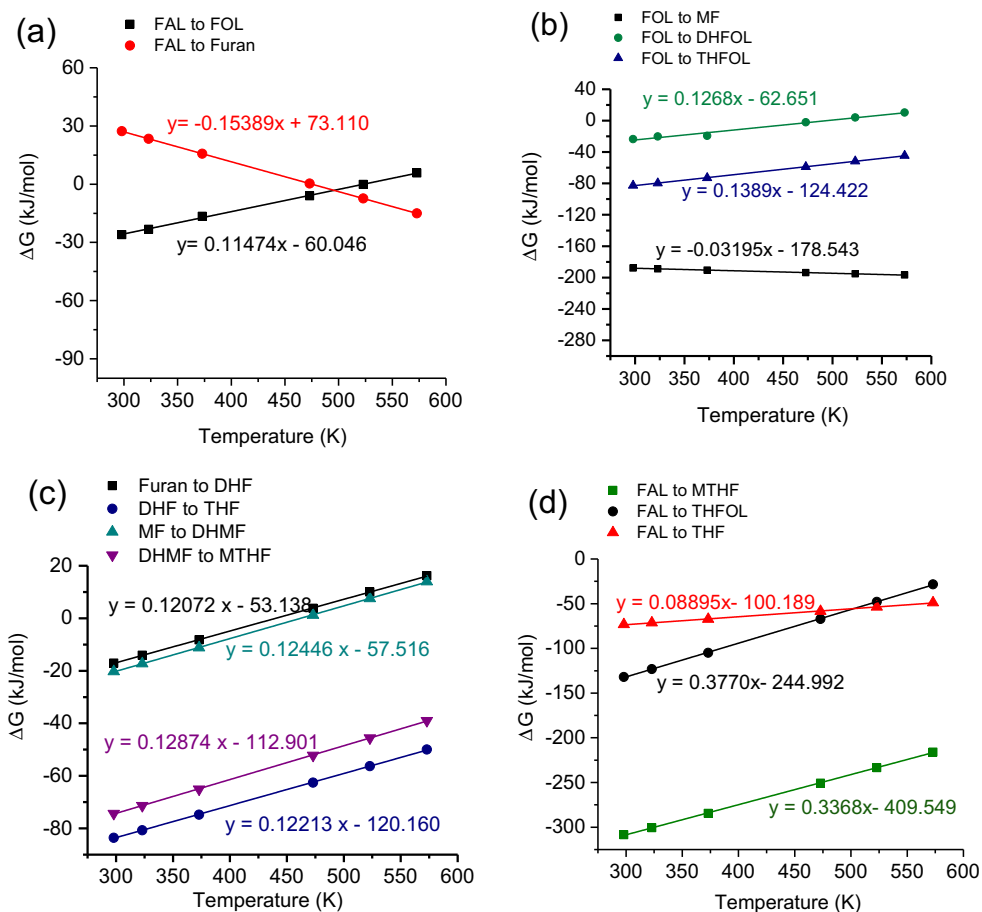 (a)
FAL to FOL
FAL to Furan
60
30
0
-30
-60
-90
ΔG (kJ/mol)
y= -0.15389x + 73.110
y= 0.11474x - 60.046
300 350 400 450 500 550 600
Temperature (K)
(b)
FOL to MF
FOL to DHFOL
FOL to THFOL
40
0
-40
-80
-120
-160
-200
-240
-280
ΔG (kJ/mol)
y = 0.1268x - 62.651
y = 0.1389x - 124.422
y = -0.03195x - 178.543
300 350 400 450 500 550 600
Temperature (K)
(c)
Furan to DHF
DHF to THF
MF to DHMF
DHMF to MTHF
20
0
-20
-40
-60
-80
ΔG (kJ/mol)
y = 0.12072 x - 53.138
y = 0.12446 x - 57.516
y = 0.12874 x - 112.901
y = 0.12213 x - 120.160
300 350 400 450 500 550 600
Temperature (K)
(d)
FAL to MTHF
FAL to THFOL
FAL to THF
0
-50
-100
-150
-200
-250
-300
ΔG (kJ/mol)
y = 0.08895x- 100.189
y = 0.3770x- 244.992
y = 0.3368x- 409.549
300 350 400 450 500 550 600
Temperature (K)